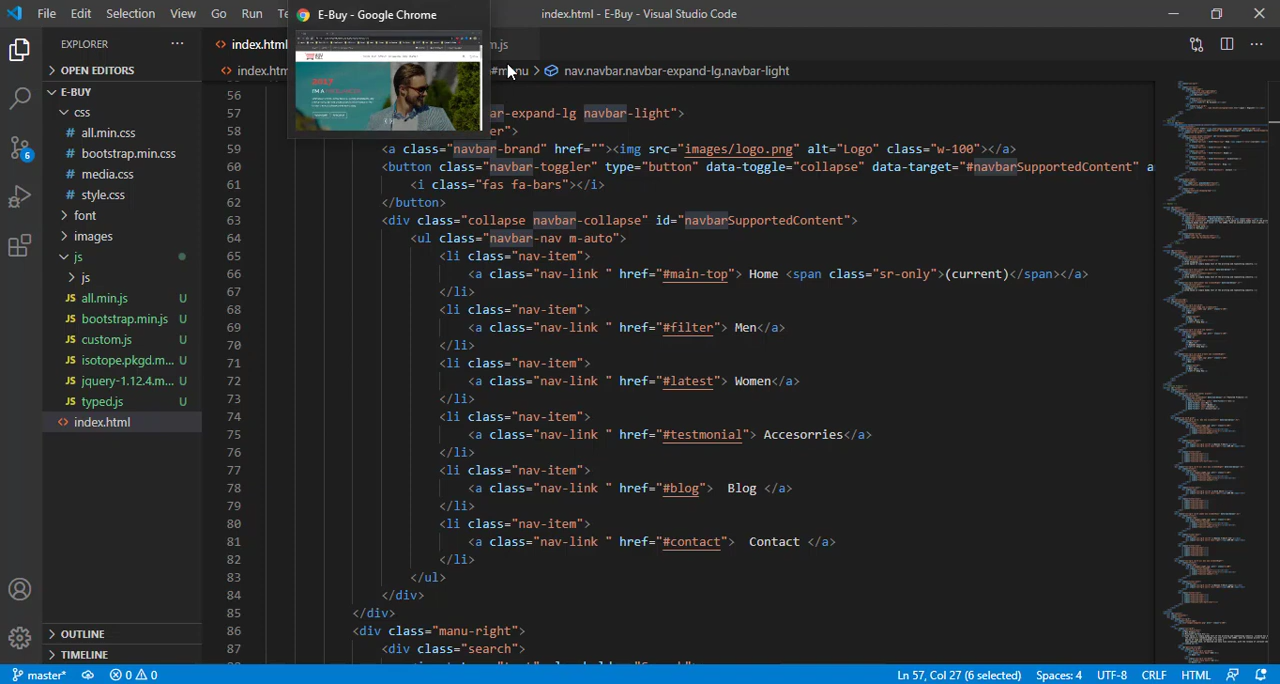 File Edit Selection View Go Run Te
index.html - E-Buy - Visual Studio Code
E-Buy - Google Chrome
EXPLORER
OPEN EDITORS
E-BUY
css
all.min.css
bootstrap.min.css
media.css
style.css
font
images
js
js
all.min.js U
bootstrap.min.js U
custom.js U
isotope.pkgd.m... U
jquery-1.12.4.m... U
typed.js U
index.html
OUTLINE
TIMELINE
index.html m.js
index.htm #menu nav.navbar.navbar-expand-lg.navbar-light
56
57 ar-expand-lg navbar-light">
58 er">
59 <a class="navbar-brand" href=""><img src="images/logo.png" alt="Logo" class="w-100"></a>
60 <button class="navbar-toggler" type="button" data-toggle="collapse" data-target="#navbarSupportedContent" a
61 <i class="fas fa-bars"></i>
62 </button>
63 <div class="collapse navbar-collapse" id="navbarSupportedContent">
64 <ul class="navbar-nav m-auto">
65 <li class="nav-item">
66 <a class="nav-link " href="#main-top"> Home <span class="sr-only">(current)</span></a>
67 </li>
68 <li class="nav-item">
69 <a class="nav-link " href="#filter"> Men</a>
70 </li>
71 <li class="nav-item">
72 <a class="nav-link " href="#latest"> Women</a>
73 </li>
74 <li class="nav-item">
75 <a class="nav-link " href="#testmonial"> Accesorries</a>
76 </li>
77 <li class="nav-item">
78 <a class="nav-link " href="#blog">  Blog </a>
79 </li>
80 <li class="nav-item">
81 <a class="nav-link " href="#contact">  Contact </a>
82 </li>
83 </ul>
84 </div>
85 </div>
86 <div class="manu-right">
87 <div class="search">
6
2017
master* 0 0 Ln 57, Col 27 (6 selected) Spaces: 4 UTF-8 CRLF HTML